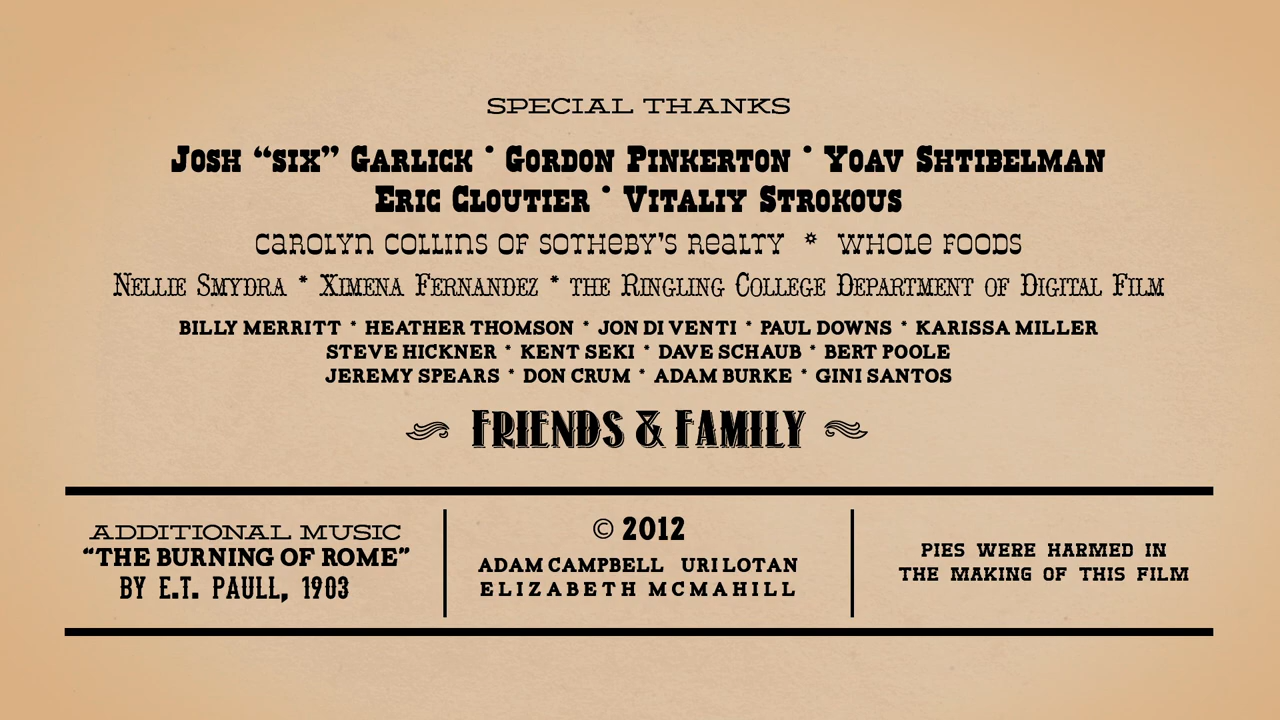 SPECIAL THANKS
JOSH “SIX” GARLICK * GORDON PINKERTON * YOAV SHTIBELMAN
ERIC CLOUTIER * VITALIY STROKOUS
CAROLYN COLLINS OF SOTHEBY’S REALTY * WHOLE FOODS
NELLIE SMYDRA * XIMENA FERNANDEZ * THE RINGLING COLLEGE DEPARTMENT OF DIGITAL FILM
BILLY MERRITT * HEATHER THOMSON * JON DI VENTI * PAUL DOWNS * KARISSA MILLER
STEVE HICKNER * KENT SEKI * DAVE SCHAUB * BERT POOLE
JEREMY SPEARS * DON CRUM * ADAM BURKE * GINI SANTOS
FRIENDS & FAMILY
ADDITIONAL MUSIC
“THE BURNING OF ROME”
BY E.T. PAULL, 1903
© 2012
ADAM CAMPBELL URI LOTAN
ELIZABETH MCMAHILL
PIES WERE HARMED IN
THE MAKING OF THIS FILM